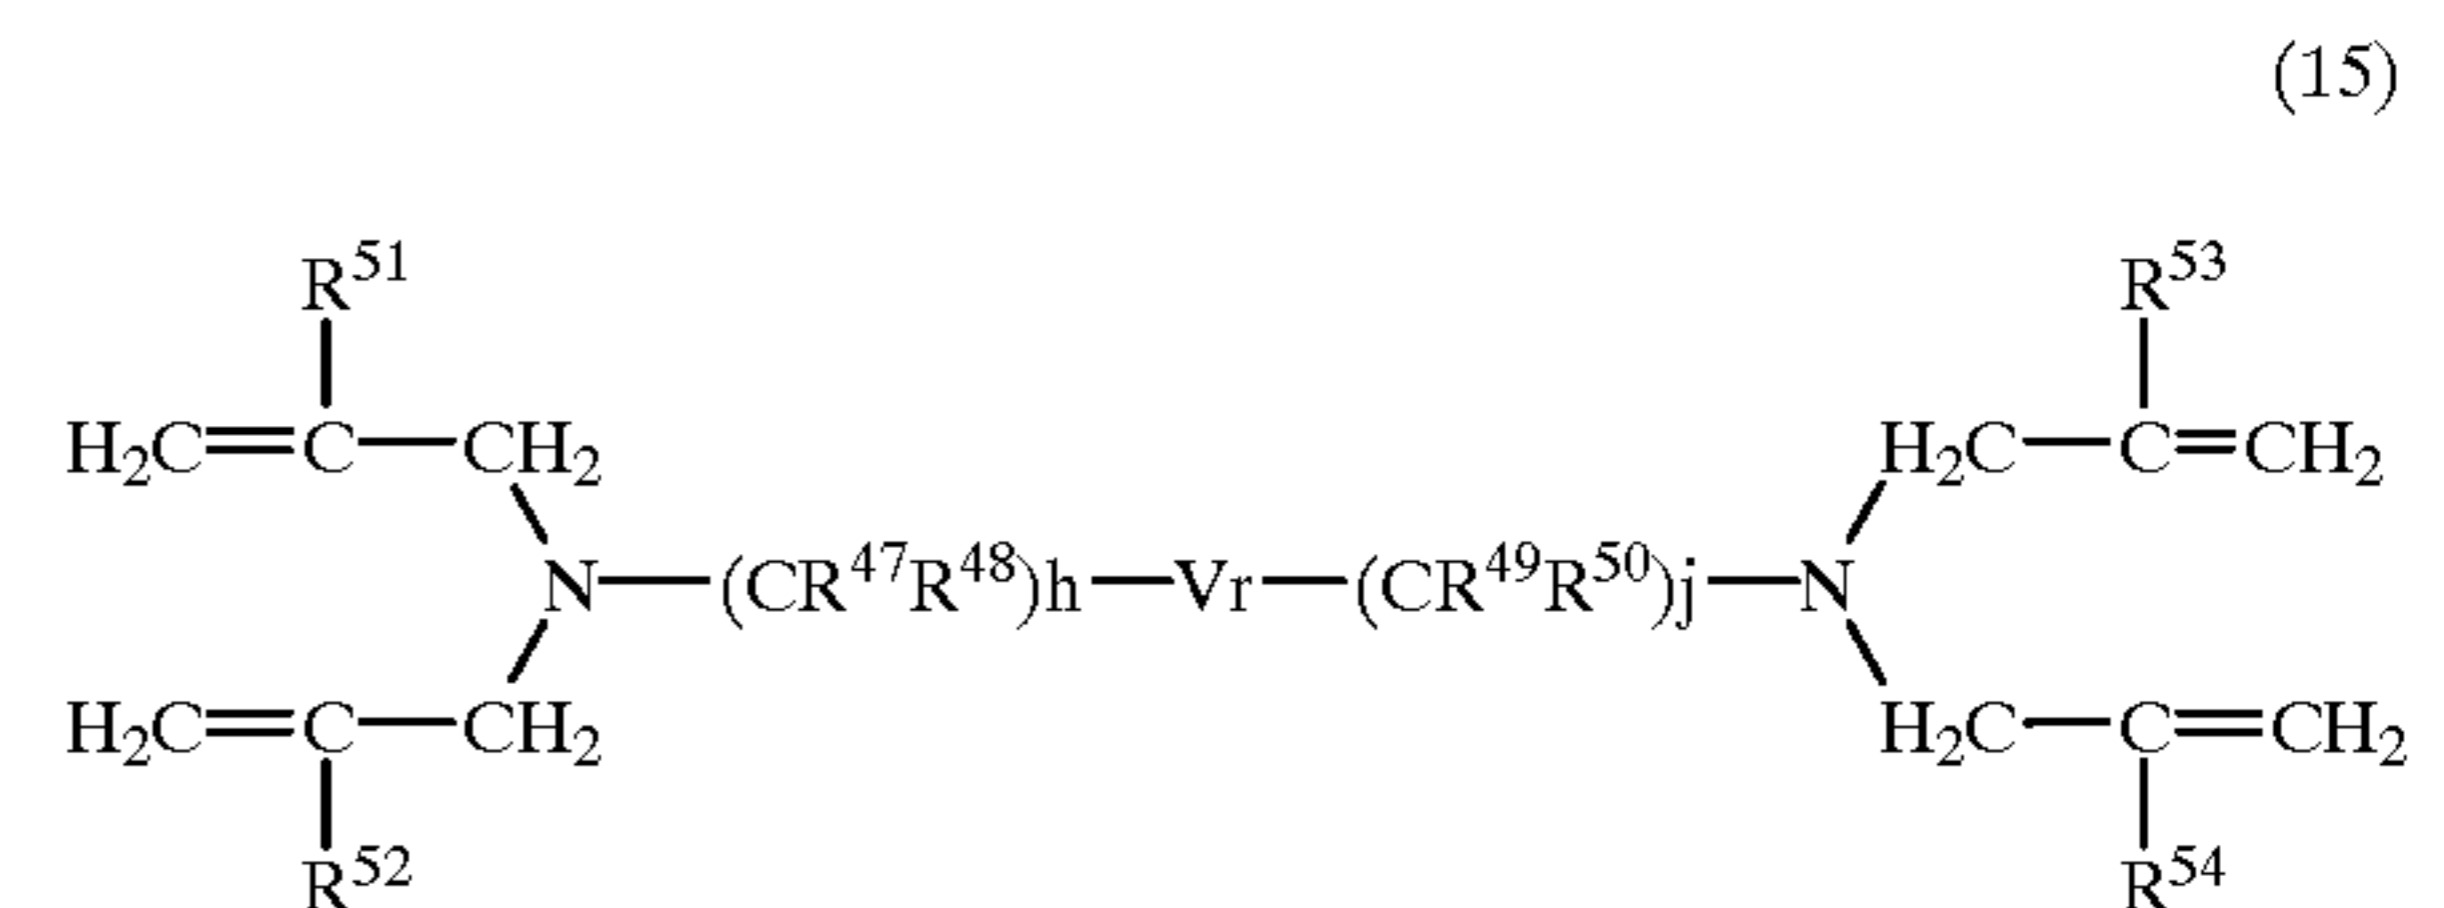 (15)
R⁵¹ R⁵³
H₂C=C—CH₂ H₂C—C=CH₂
N—(CR⁴⁷R⁴⁸)h—Vr—(CR⁴⁹R⁵⁰)j—N
H₂C=C—CH₂ H₂C—C=CH₂
R⁵² R⁵⁴